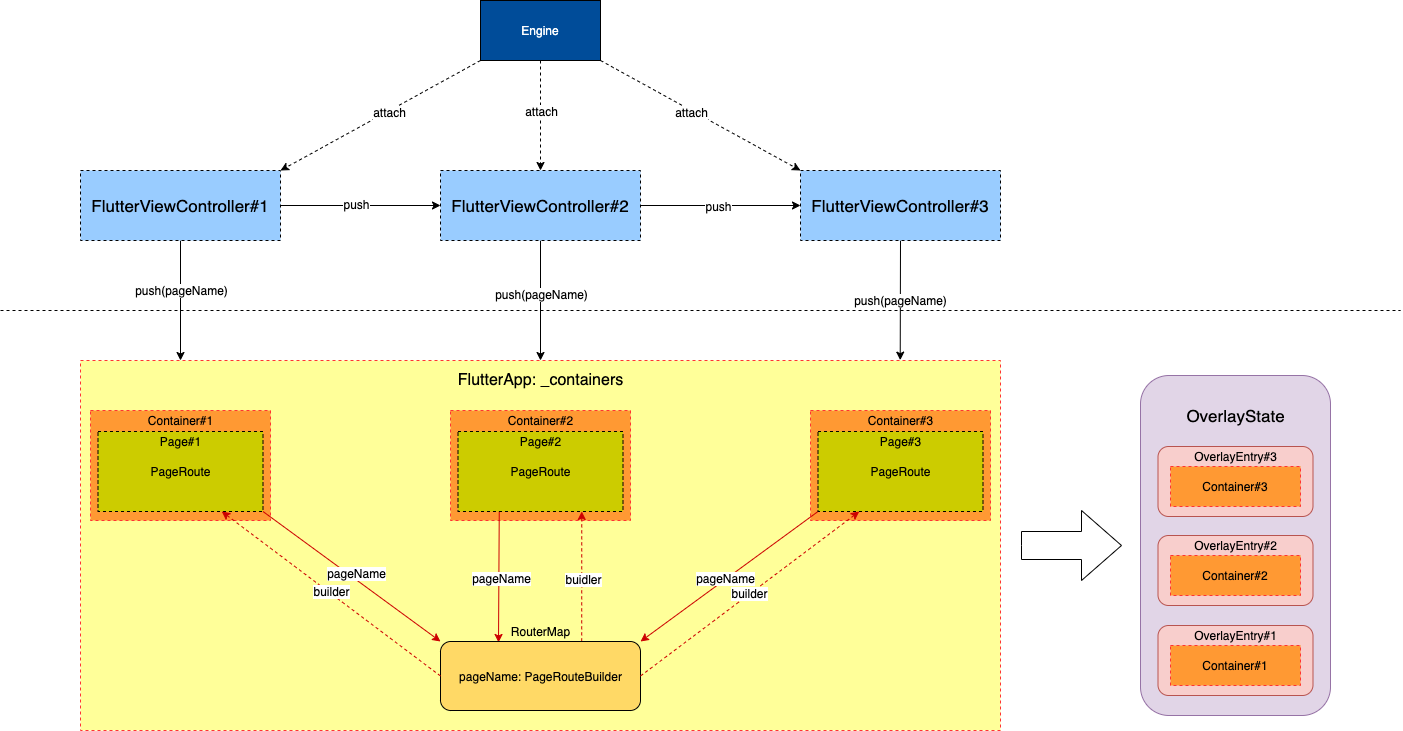 Engine
attach
attach
attach
FlutterViewController#1
push
FlutterViewController#2
push
FlutterViewController#3
push(pageName)
push(pageName)
push(pageName)
FlutterApp: _containers
Container#1
Page#1
PageRoute
Container#2
Page#2
PageRoute
Container#3
Page#3
PageRoute
pageName
builder
pageName
buidler
pageName
builder
RouterMap
pageName: PageRouteBuilder
OverlayState
OverlayEntry#3
Container#3
OverlayEntry#2
Container#2
OverlayEntry#1
Container#1